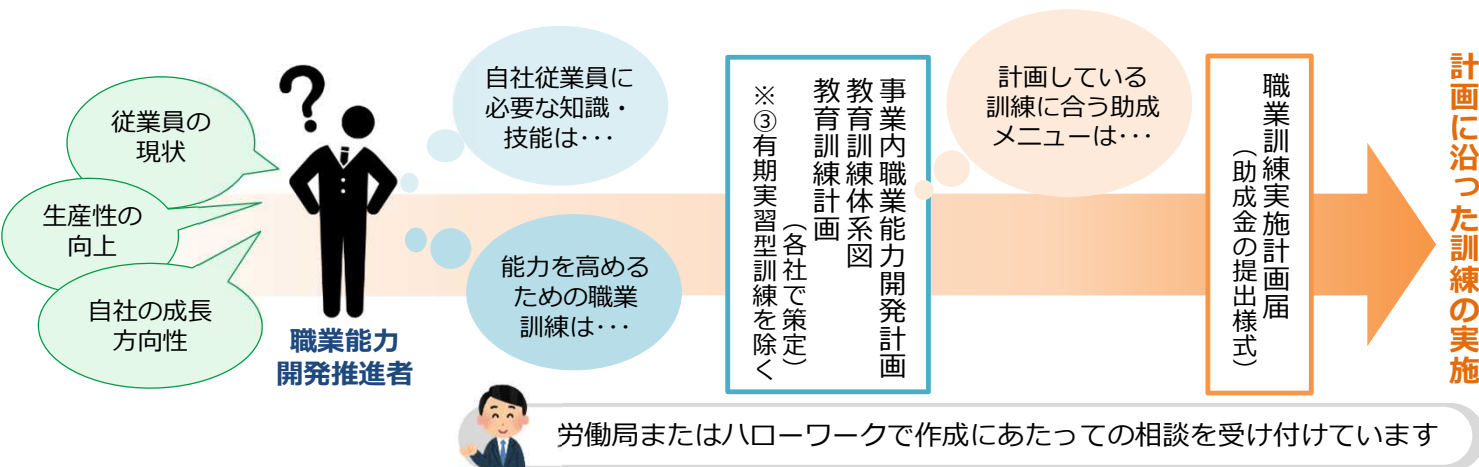 従業員の
現状
生産性の
向上
自社の成長
方向性
?
職業能力
開発推進者
自社従業員に
必要な知識・
技能は･･･
能力を高める
ための職業
訓練は･･･
事業内職業能力開発計画
教育訓練体系図
教育訓練計画
（各社で策定）
※③有期実習型訓練を除く
計画している
訓練に合う助成
メニューは･･･
職業訓練実施計画届
（助成金の提出様式）
計画に沿った訓練の実施
労働局またはハローワークで作成にあたっての相談を受け付けています